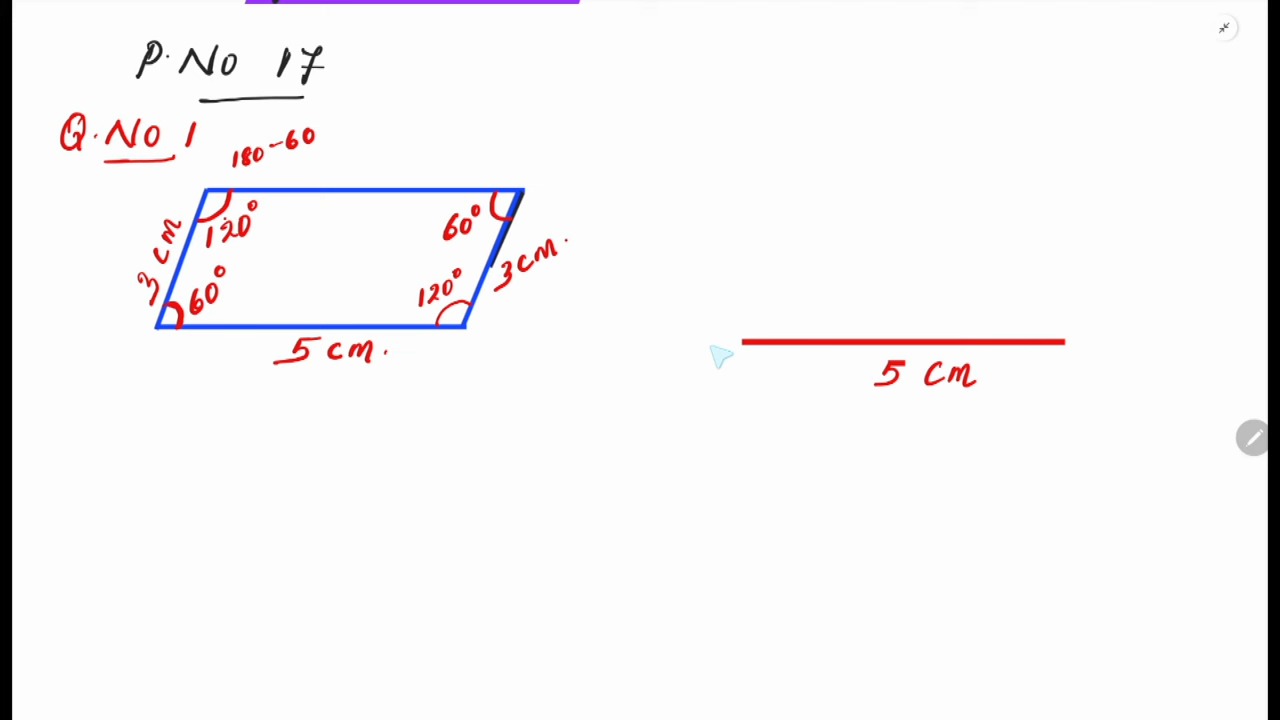 P. No 17
Q. No 1
180-60
120°
60°
3 cm
60°
120°
3 cm.
5 cm.
5 cm